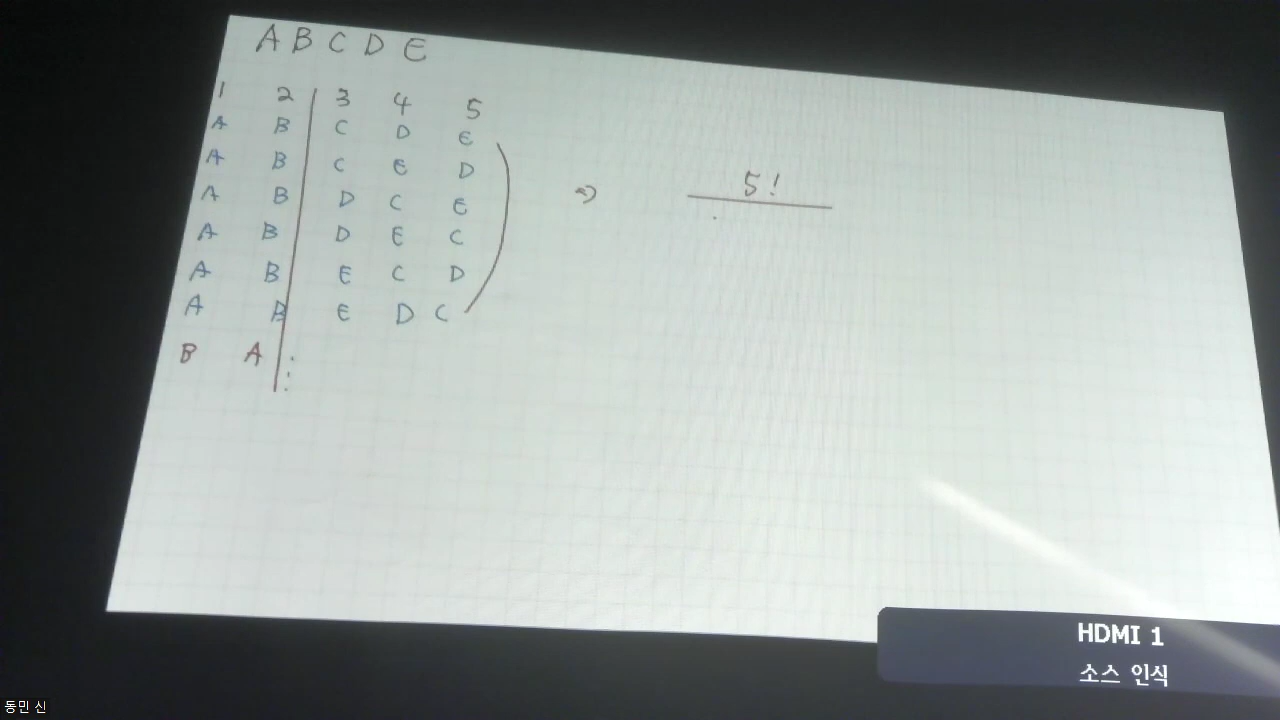 A B C D E
1 2 3 4 5
A B C D E
A B C E D
A B D C E
A B D E C
A B E C D
A B E D C
B A :
⇒ 5!
HDMI 1
소스 인식
동민 신